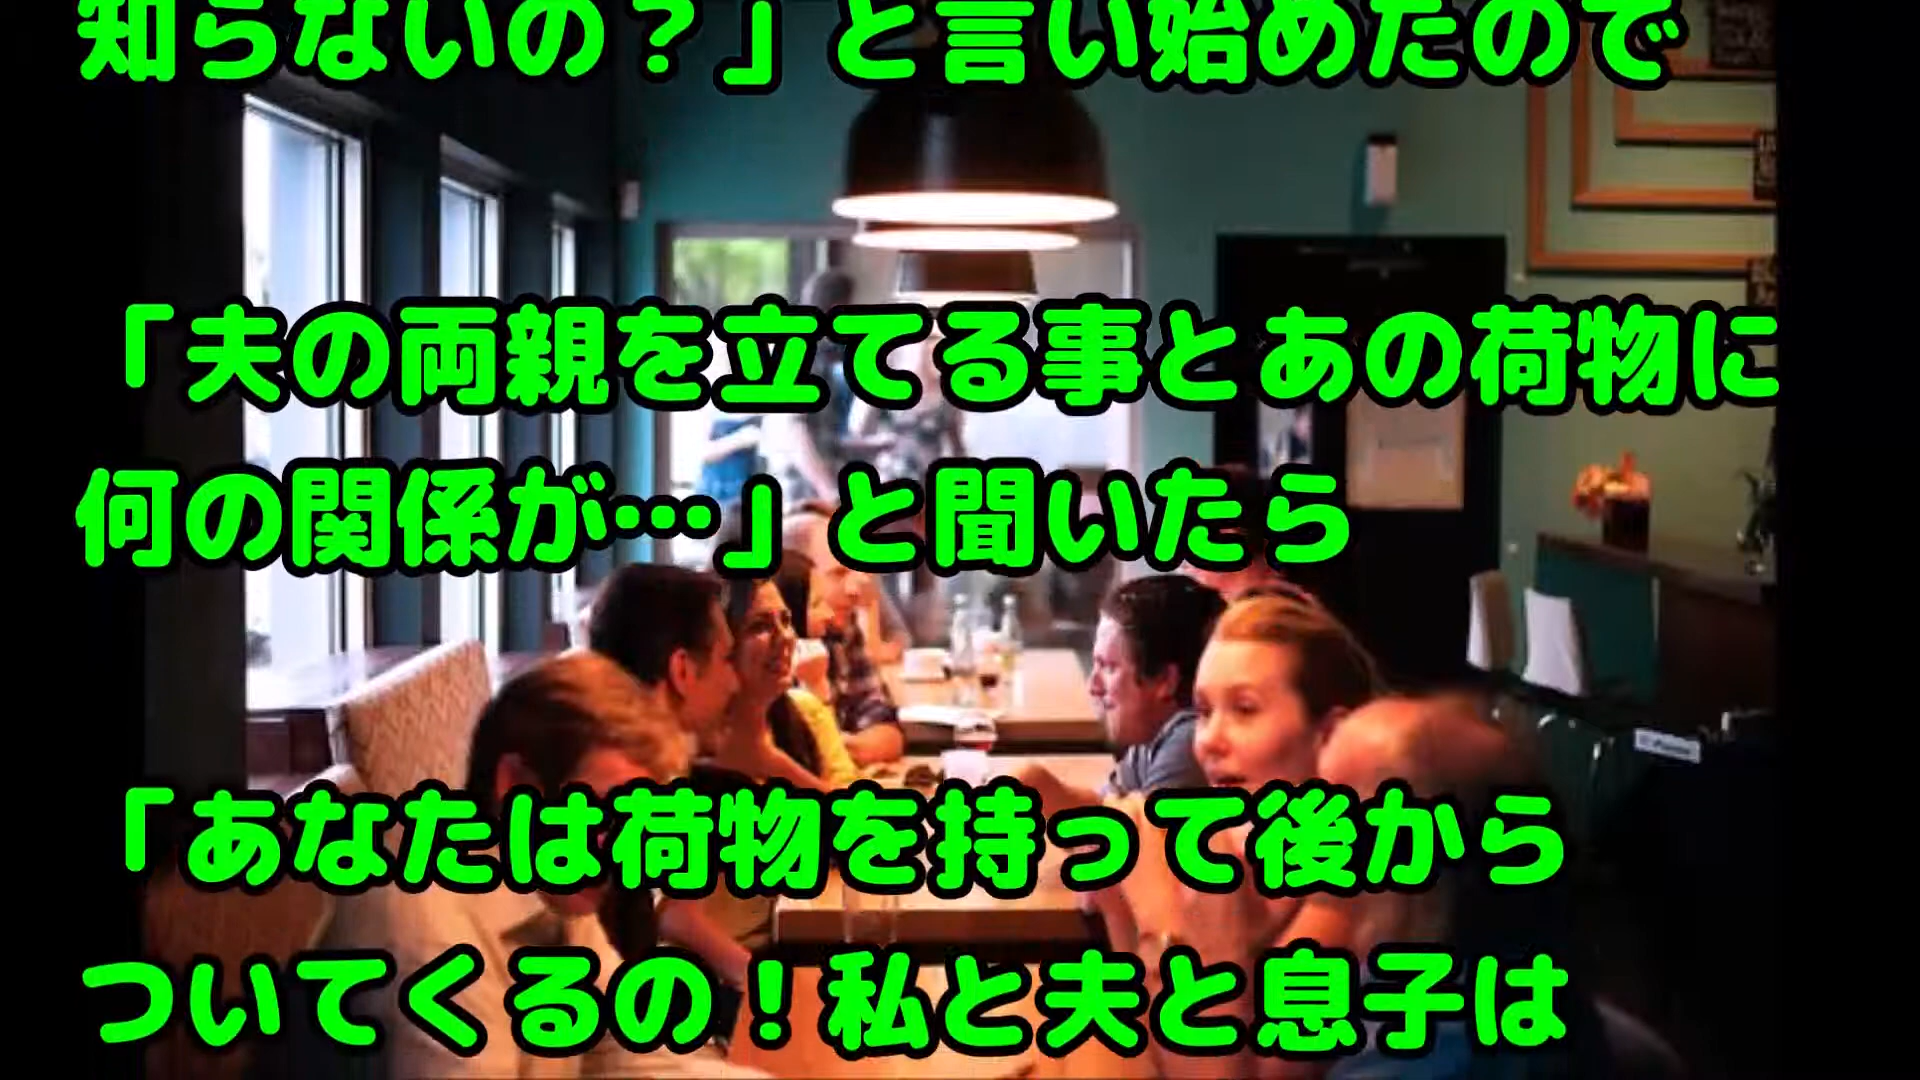 知らないの？」と言い始めたので
「夫の両親を立てる事とあの荷物に
何の関係が…」と聞いたら
「あなたは荷物を持って後から
ついてくるの！私と夫と息子は